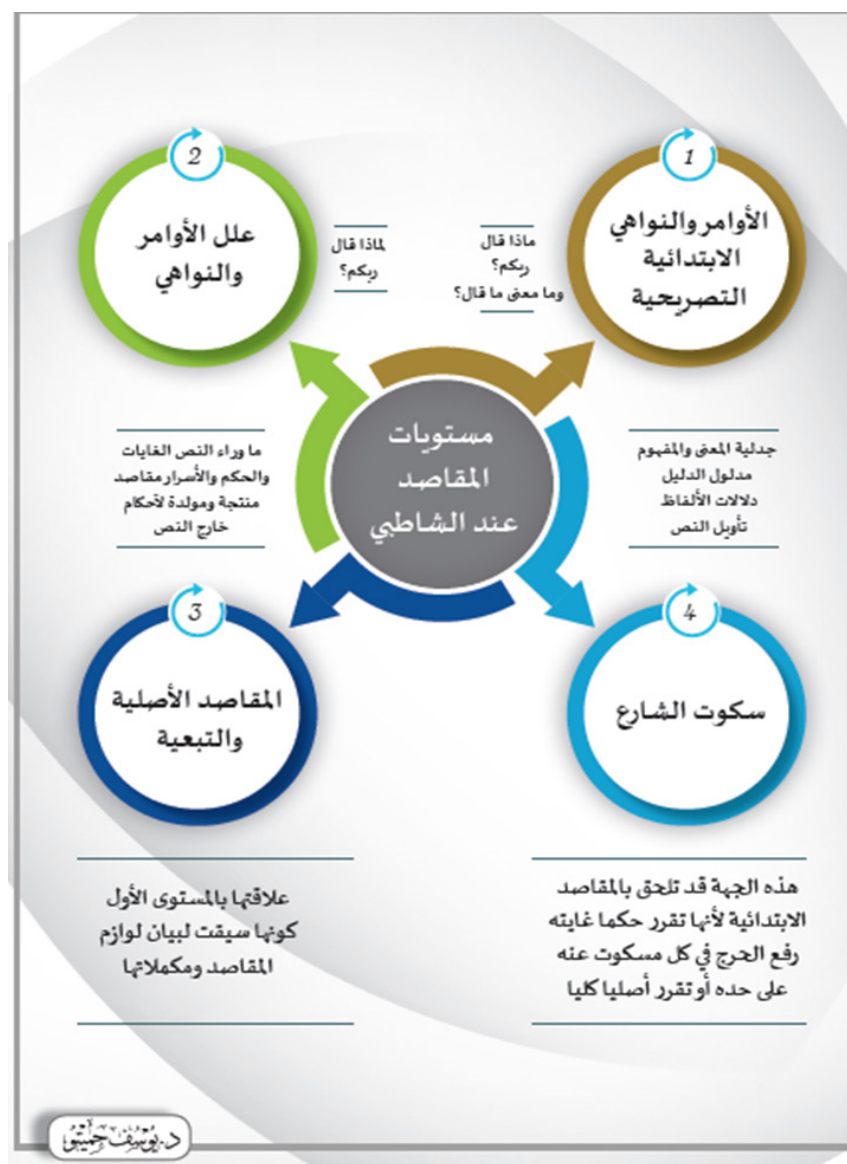 1
الأوامر والنواهي
الابتدائية
التصريحية
ماذا قال
ربكم؟
وما معنى ما قال؟
2
علل الأوامر
والنواهي
لماذا قال
ربكم؟
مستويات
المقاصد
عند الشاطبي
جدلية المعنى والمفهوم
مدلول الدليل
دلالات الألفاظ
تأويل النص
ما وراء النص الغايات
والحكم والأسرار مقاصد
منتجة ومولدة لأحكام
خارج النص
3
المقاصد الأصلية
والتبعية
علاقتها بالمستوى الأول
كونها سيقت لبيان لوازم
المقاصد ومكملاتها
4
سكوت الشارع
هذه الجهة قد تلحق بالمقاصد
الابتدائية لأنها تقرر حكما غايته
رفع الحرج في كل مسكوت عنه
على حده أو تقرر أصليا كليا
د. يوسف حميتو